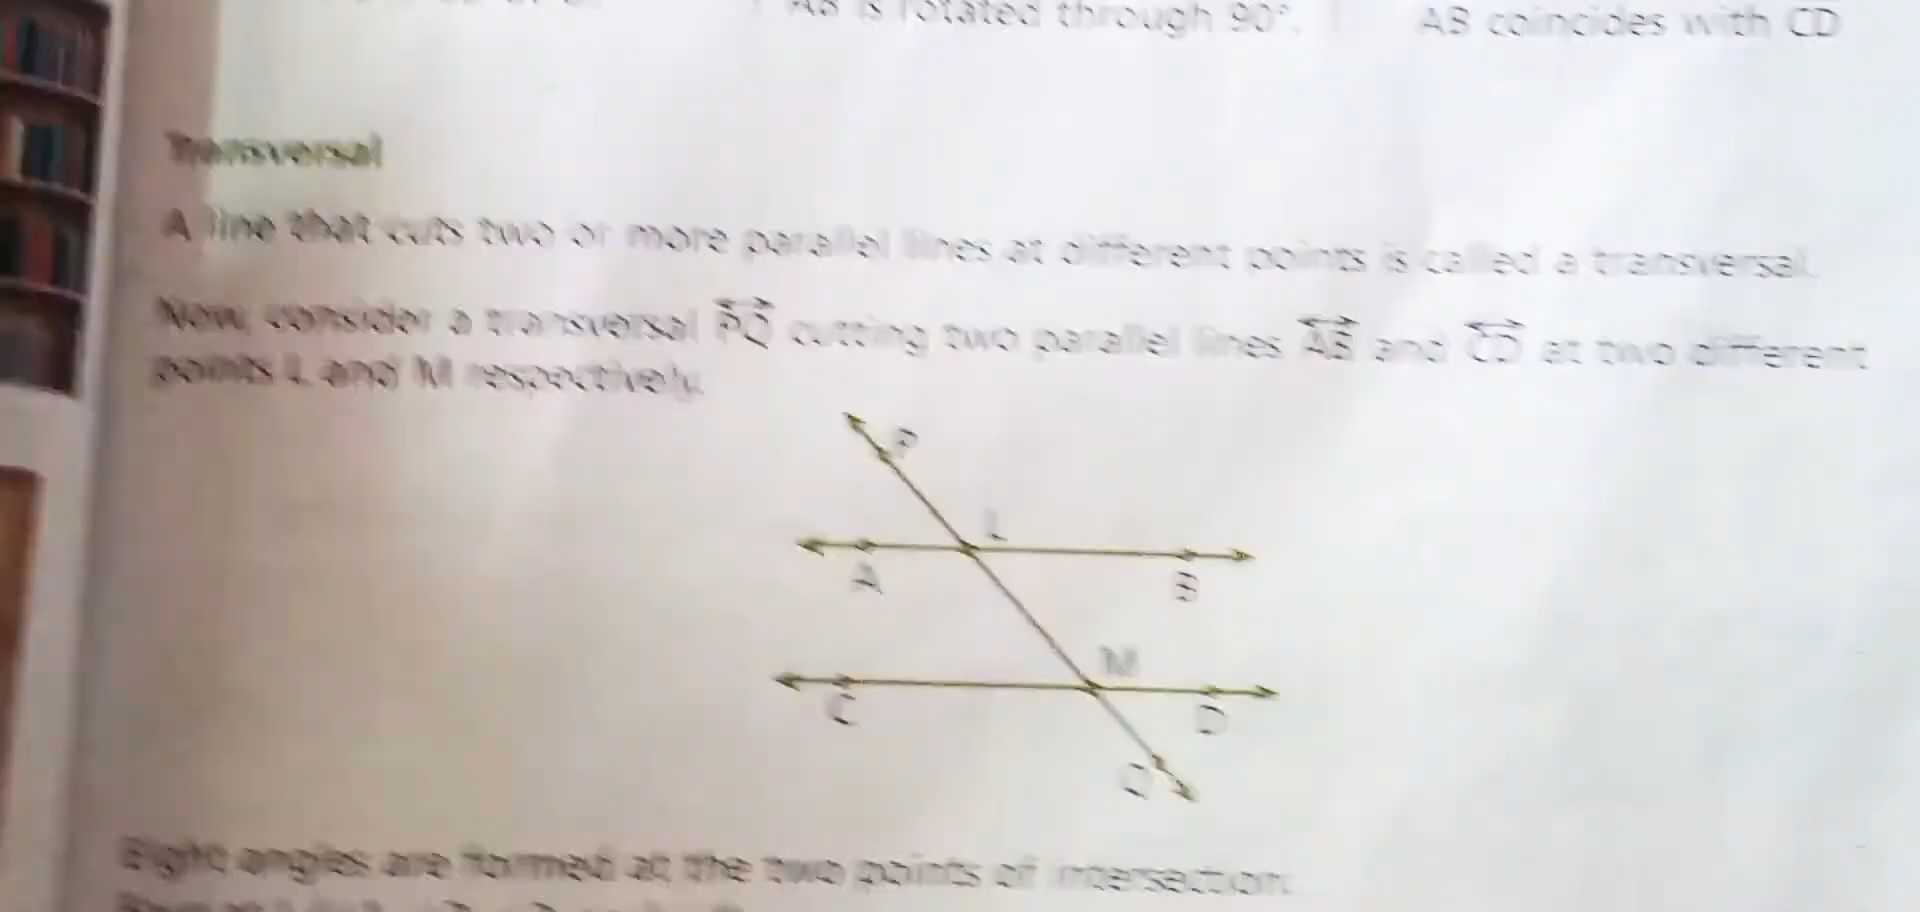 AB is rotated through 90°. AB coincides with CD
Transversal
A line that cuts two or more parallel lines at different points is called a transversal.
Now consider a transversal PQ cutting two parallel lines AB and CD at two different
points L and M respectively.
P
L
A B
M
C D
Q
Eight angles are formed at the two points of intersection: